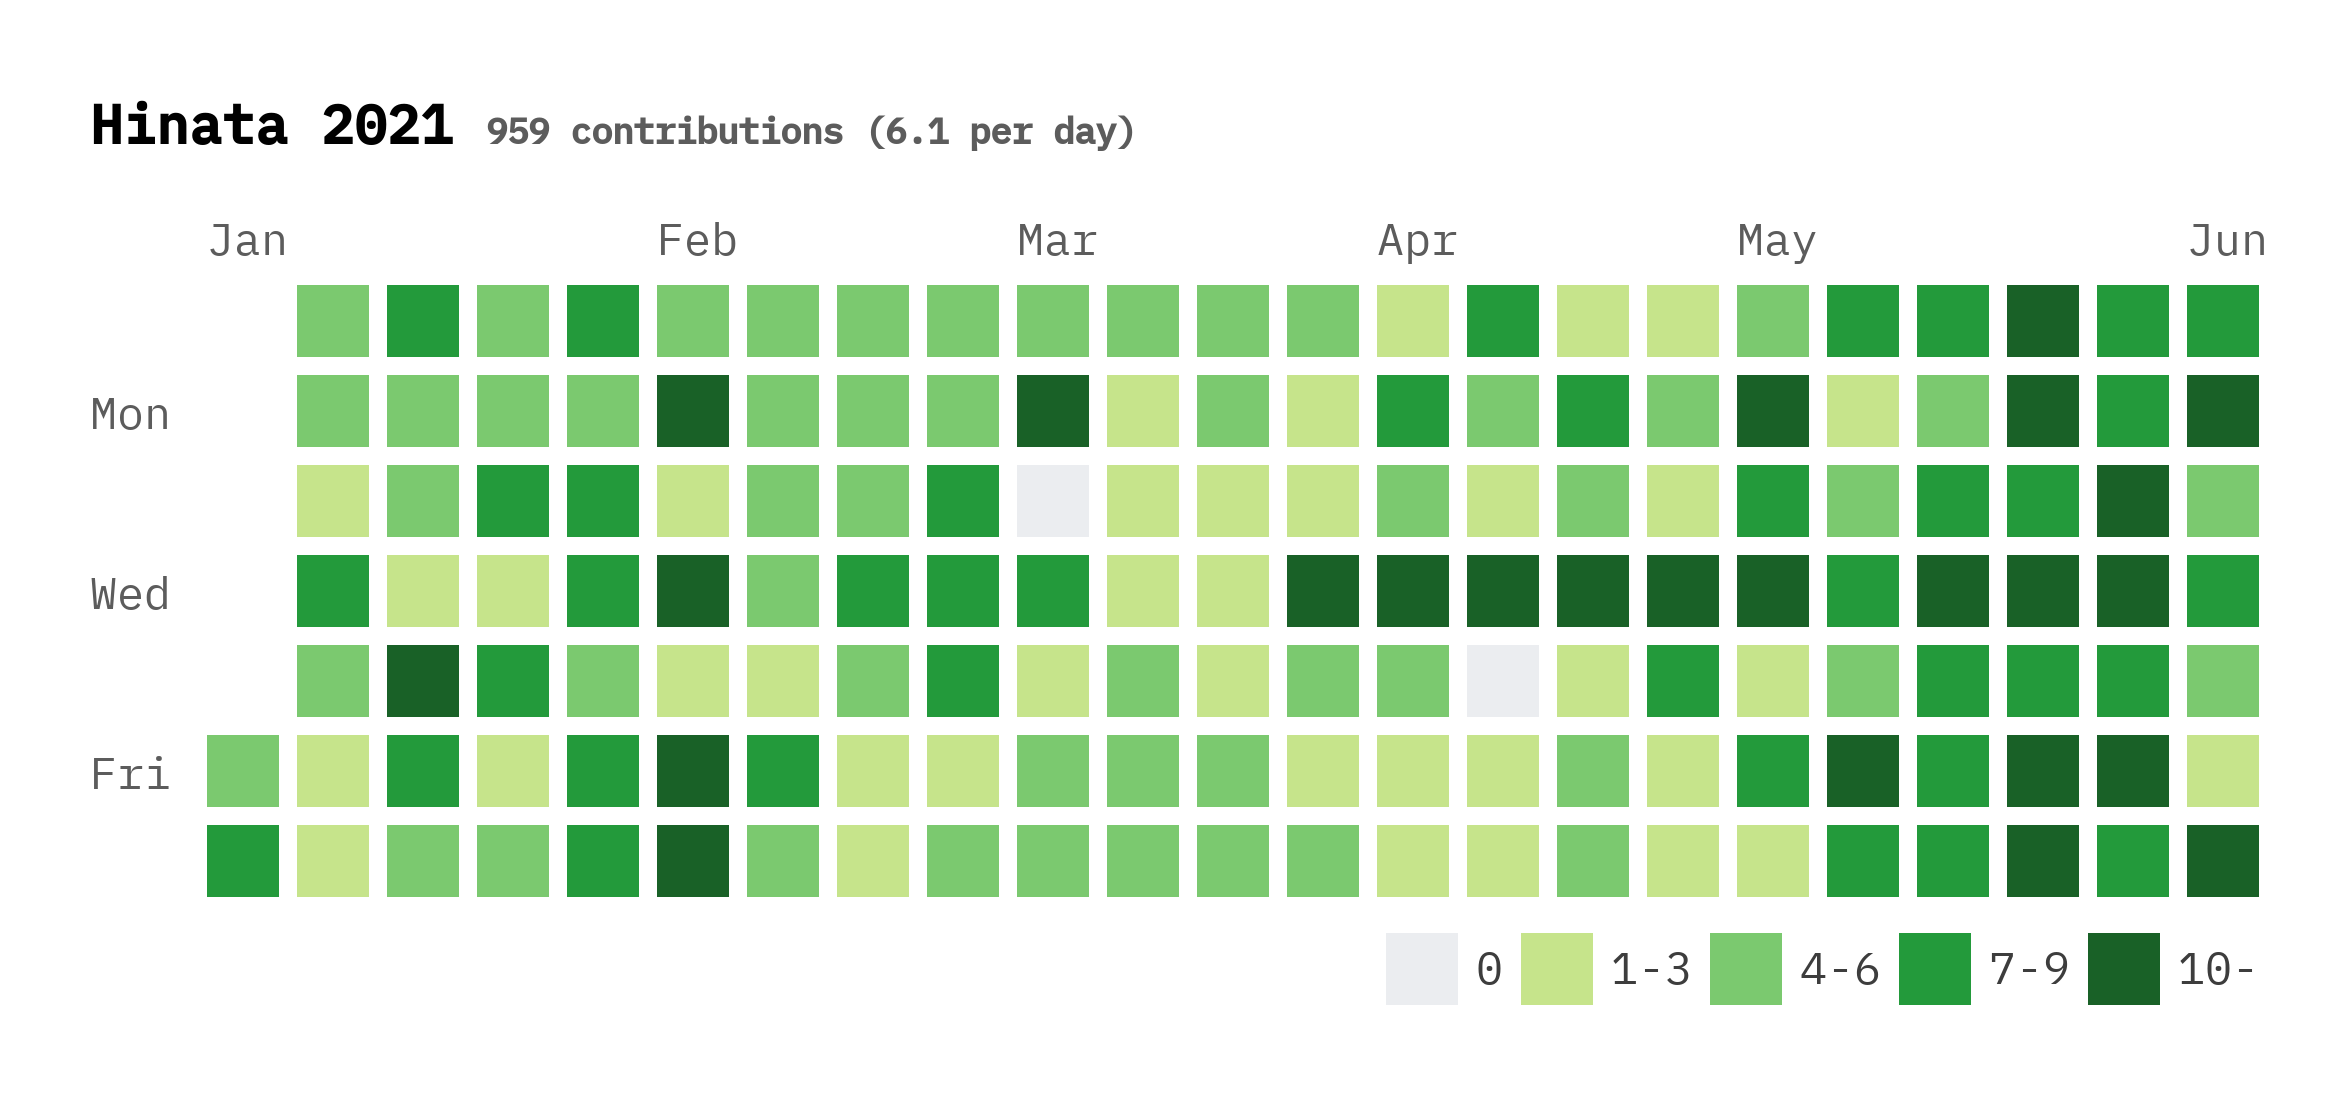 Hinata 2021 959 contributions (6.1 per day)
Jan Feb Mar Apr May Jun
Mon
Wed
Fri
0 1-3 4-6 7-9 10-